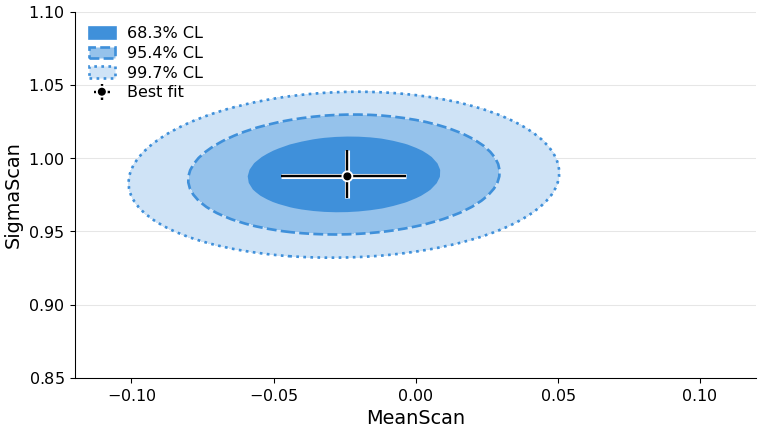 1.10
1.05
1.00
0.95
0.90
0.85
SigmaScan
68.3% CL
95.4% CL
99.7% CL
Best fit
−0.10
−0.05
0.00
0.05
0.10
MeanScan